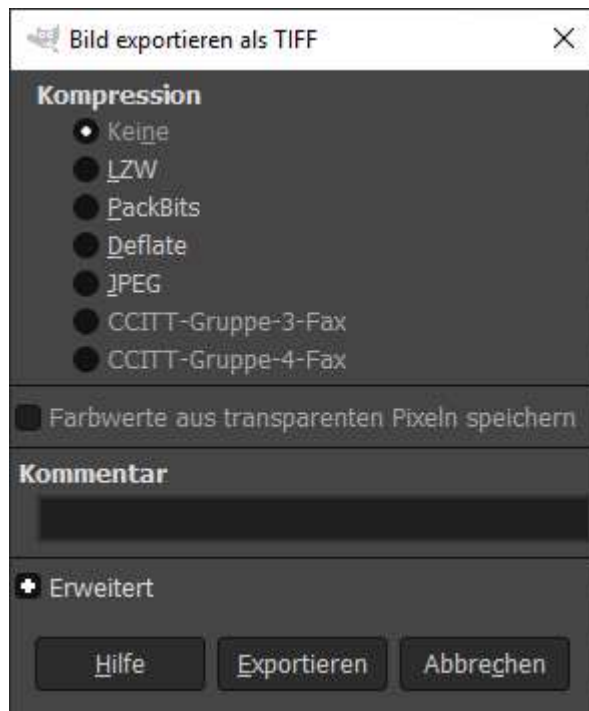 Bild exportieren als TIFF
Kompression
Keine
LZW
PackBits
Deflate
JPEG
CCITT-Gruppe-3-Fax
CCITT-Gruppe-4-Fax
Farbwerte aus transparenten Pixeln speichern
Kommentar
Erweitert
Hilfe Exportieren Abbrechen